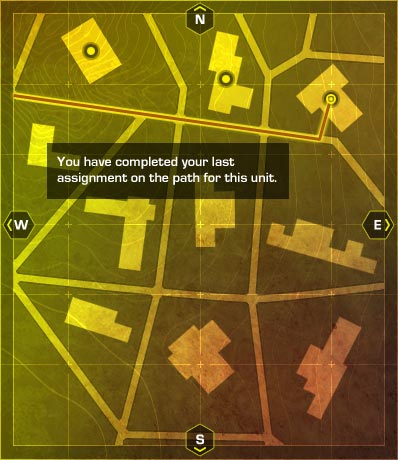 N
You have completed your last
assignment on the path for this unit.
W
E
S